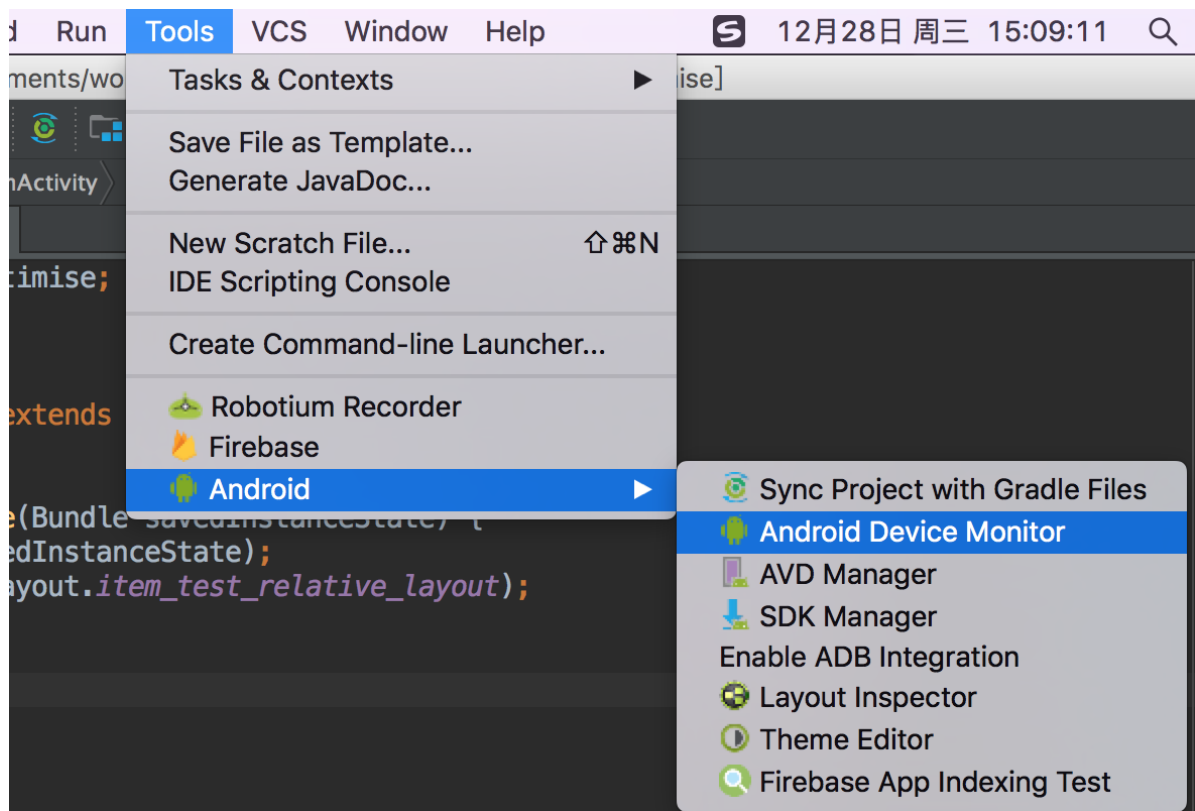 Run Tools VCS Window Help 12月28日 周三 15:09:11
Tasks & Contexts
Save File as Template...
Generate JavaDoc...
nActivity
New Scratch File... ⇧⌘N
timise;
IDE Scripting Console
Create Command-line Launcher...
Robotium Recorder
extends
Firebase
Android
Sync Project with Gradle Files
(Bundle savedInstanceState) {
Android Device Monitor
edInstanceState);
AVD Manager
ayout.item_test_relative_layout);
SDK Manager
Enable ADB Integration
Layout Inspector
Theme Editor
Firebase App Indexing Test